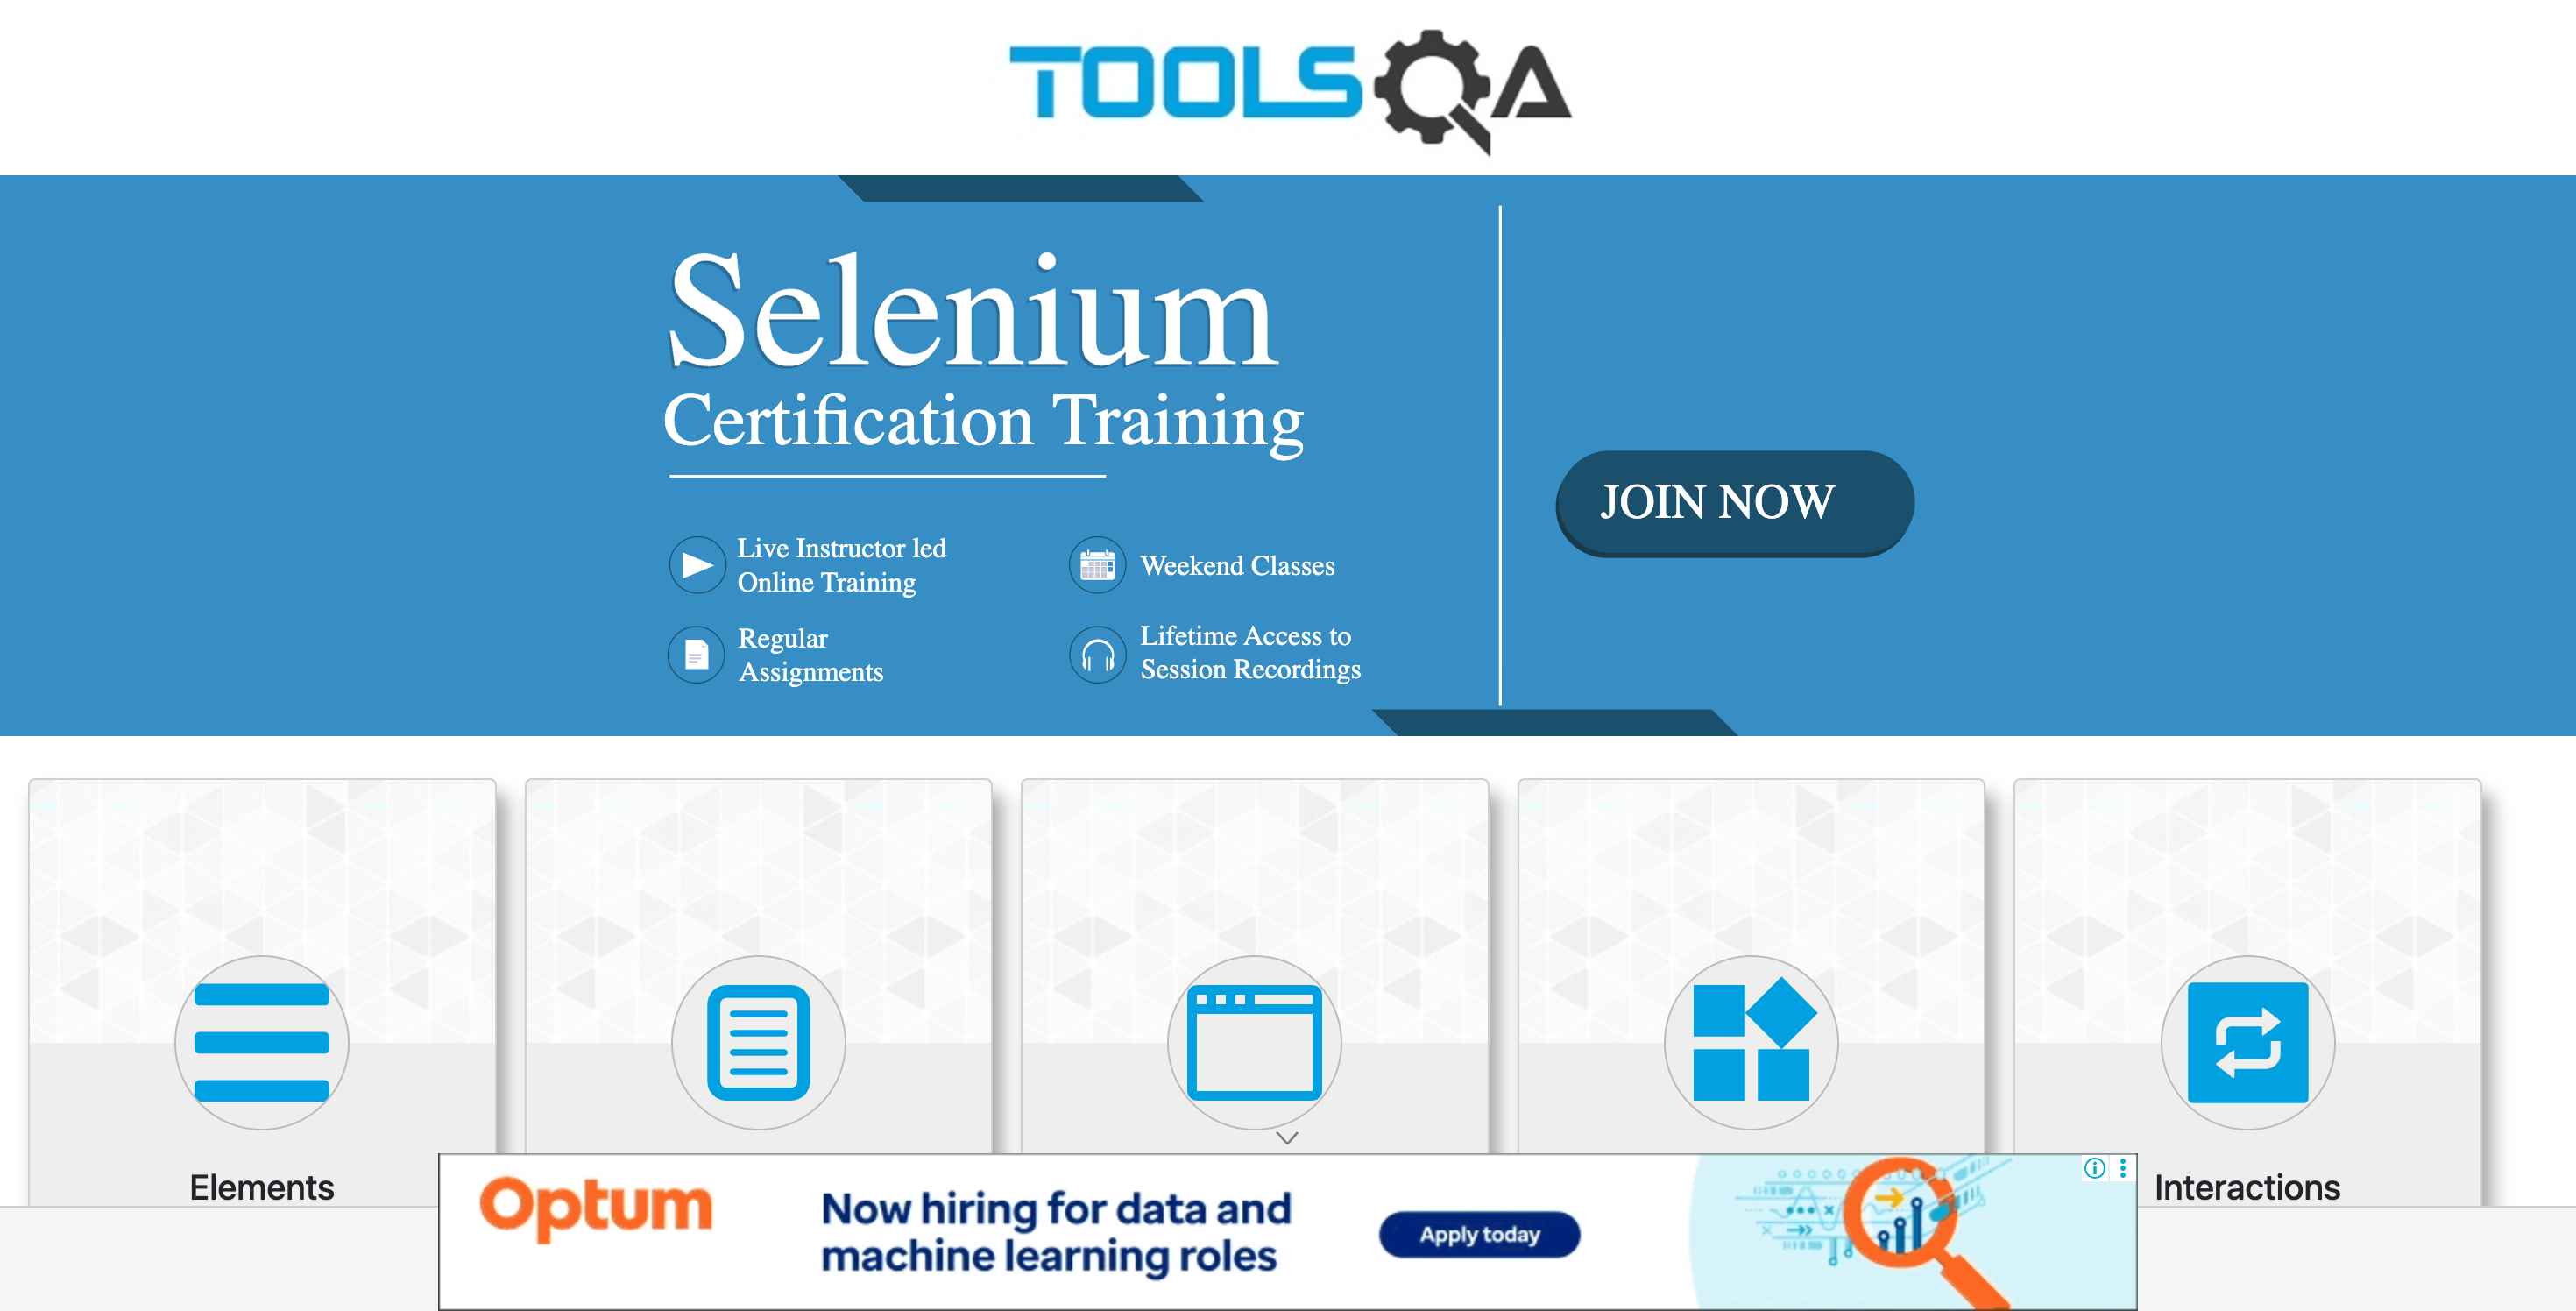 TOOLSQA
Selenium
Certification Training
JOIN NOW
Live Instructor led
Online Training
Weekend Classes
Regular
Assignments
Lifetime Access to
Session Recordings
Elements
Interactions
Optum
Now hiring for data and
machine learning roles
Apply today